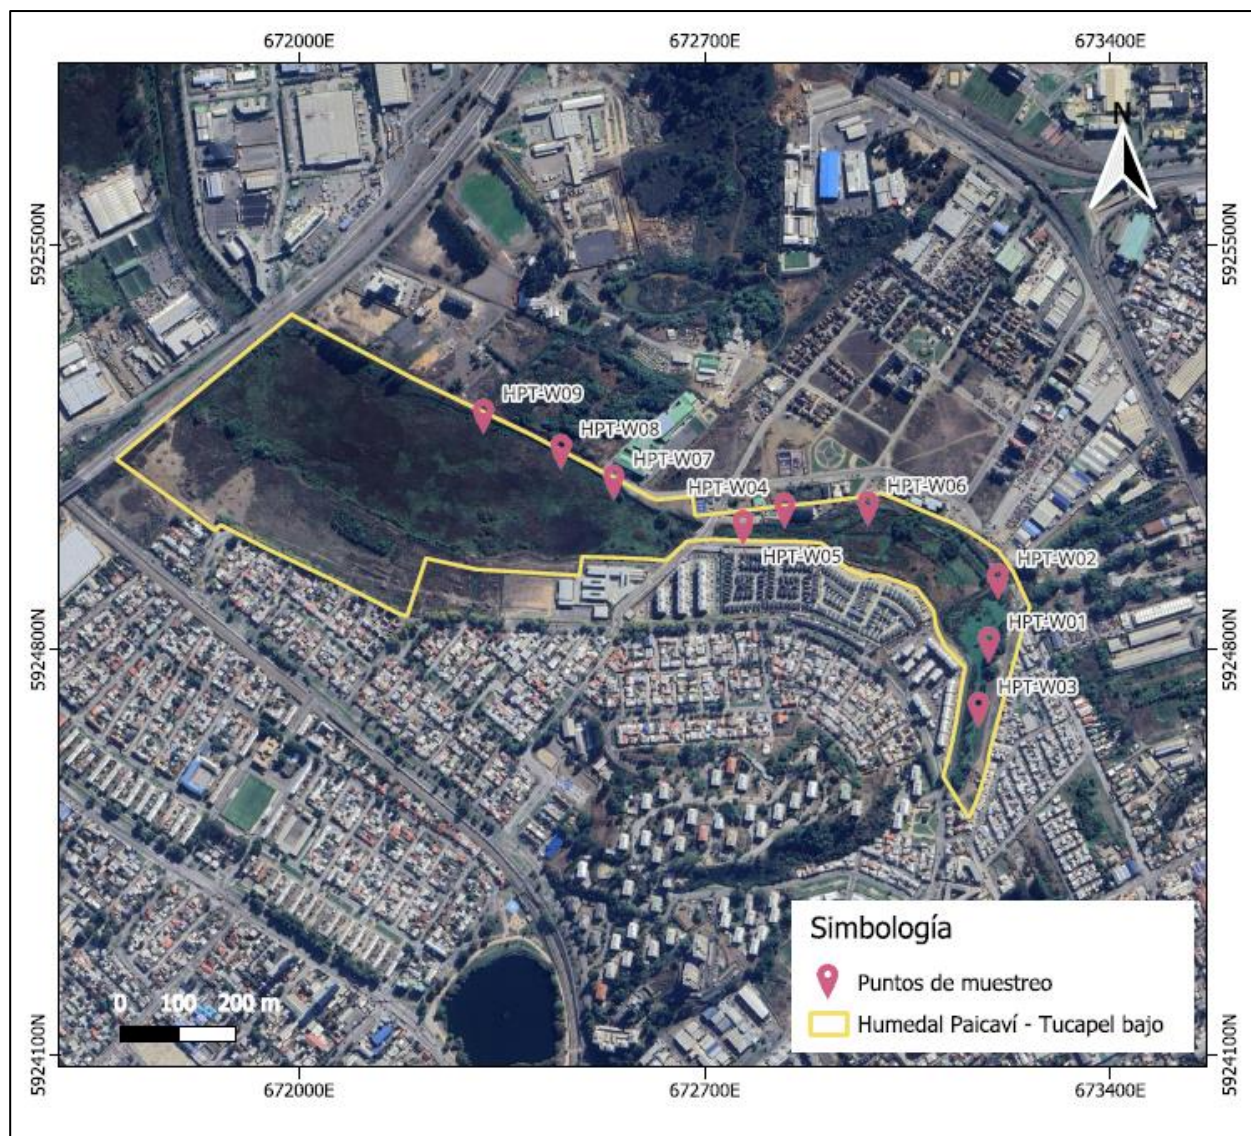 672000E 672700E 673400E
N
5925500N 5925500N
HPT-W09
HPT-W08
HPT-W07
HPT-W04 HPT-W06
HPT-W05
HPT-W02
HPT-W01
5924800N 5924800N
HPT-W03
Simbología
Puntos de muestreo
Humedal Paicaví - Tucapel bajo
0 100 200 m
5924100N 5924100N
672000E 672700E 673400E